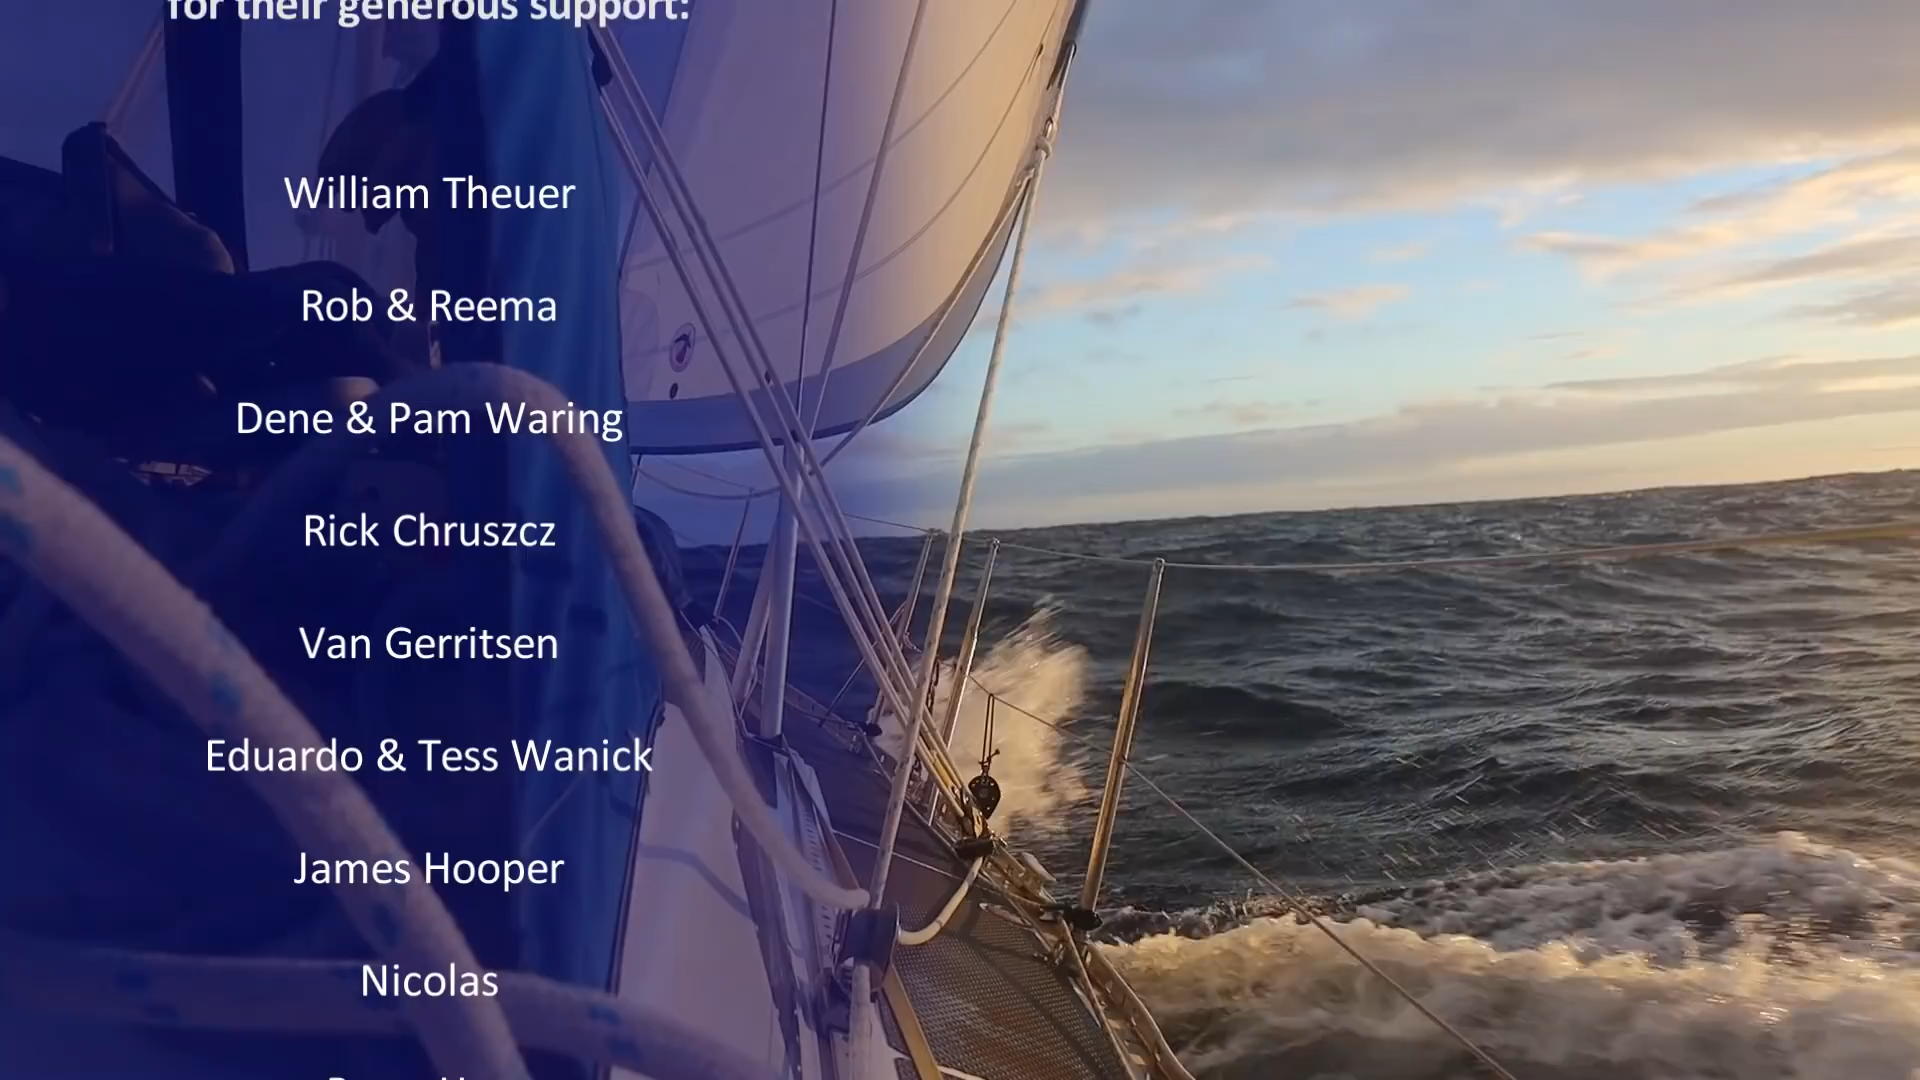 for their generous support:
William Theuer
Rob & Reema
Dene & Pam Waring
Rick Chruszcz
Van Gerritsen
Eduardo & Tess Wanick
James Hooper
Nicolas